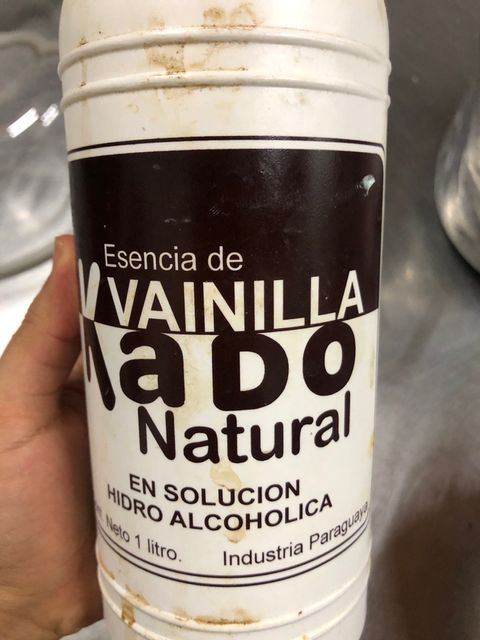 Esencia de
VAINILLA
KaDO
Natural
EN SOLUCION
HIDRO ALCOHOLICA
Neto 1 litro. Industria Paraguaya